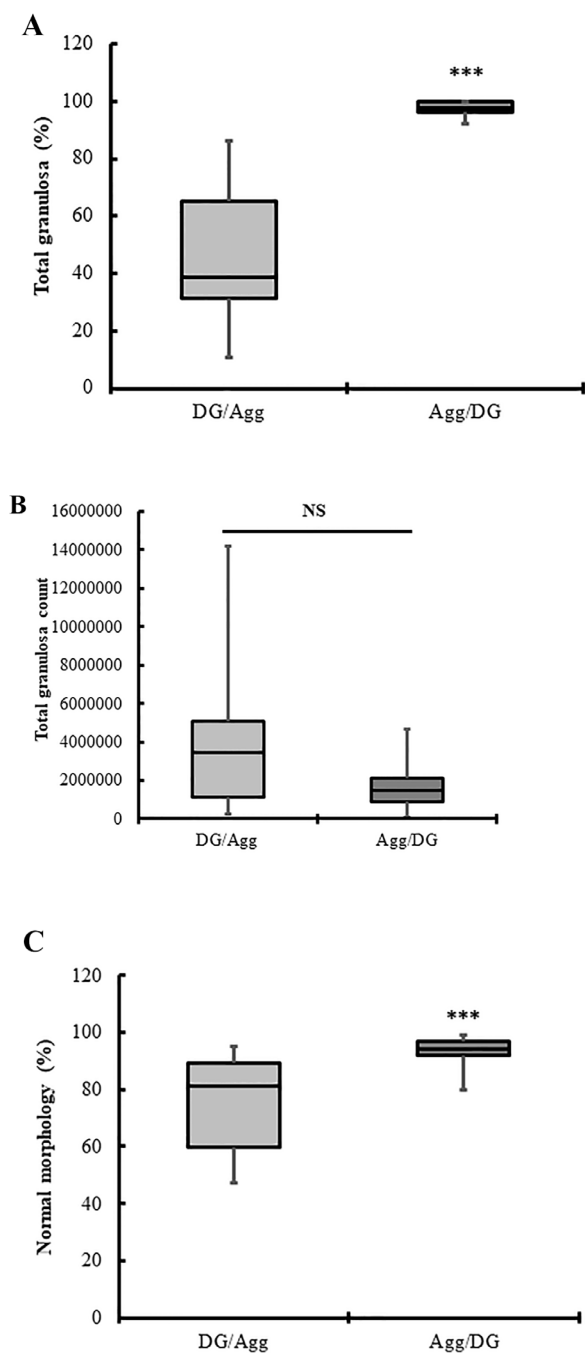 A
Total granulosa (%)
120
100
80
60
40
20
0
***
DG/Agg
Agg/DG
B
Total granulosa count
16000000
14000000
12000000
10000000
8000000
6000000
4000000
2000000
0
NS
DG/Agg
Agg/DG
C
Normal morphology (%)
120
100
80
60
40
20
0
***
DG/Agg
Agg/DG